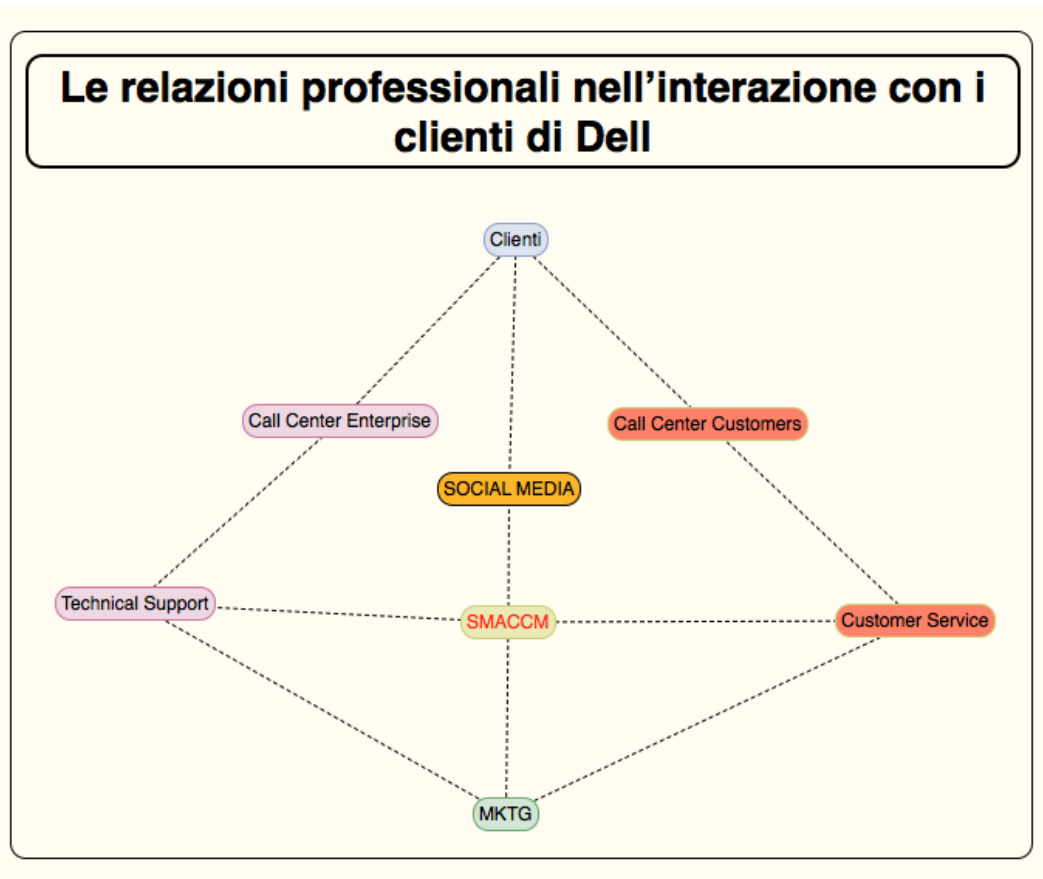 Le relazioni professionali nell’interazione con i
clienti di Dell
Clienti
Call Center Enterprise
Call Center Customers
SOCIAL MEDIA
Technical Support
SMACCM
Customer Service
MKTG